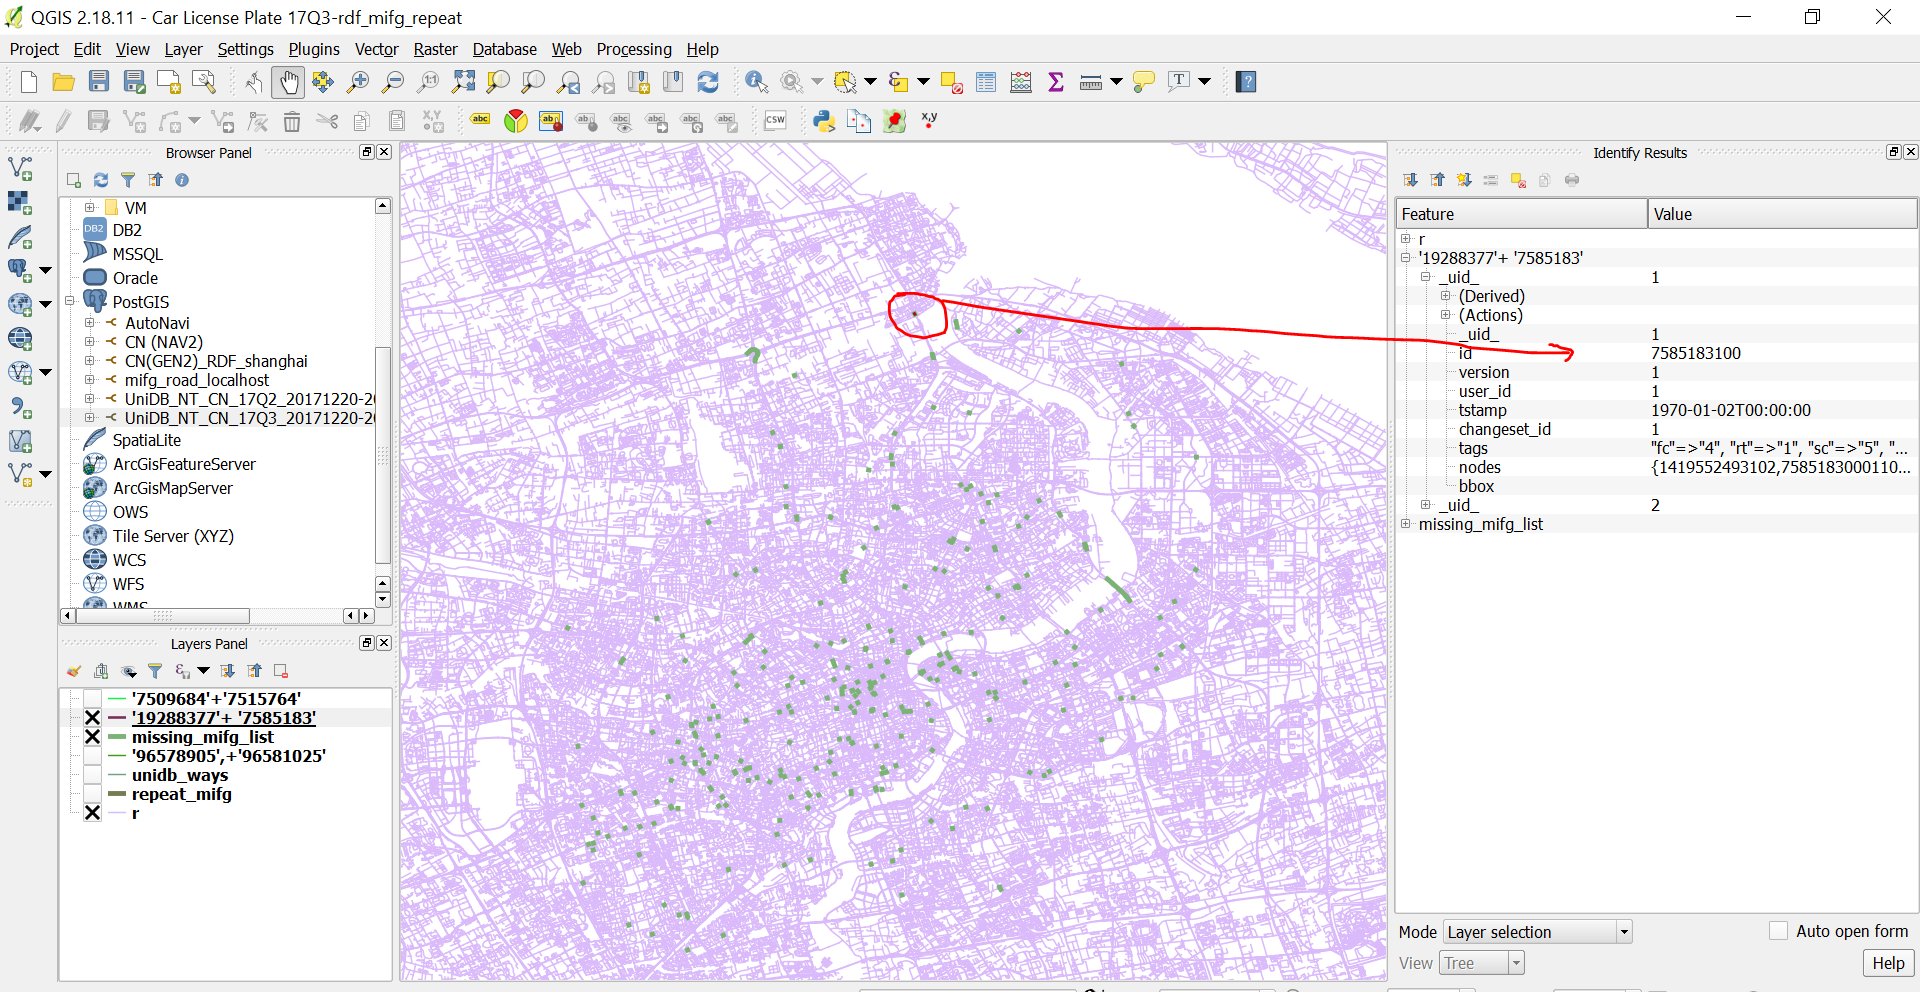 QGIS 2.18.11 - Car License Plate 17Q3-rdf_mifg_repeat
Project Edit View Layer Settings Plugins Vector Raster Database Web Processing Help
Browser Panel
VM
DB2
MSSQL
Oracle
PostGIS
AutoNavi
CN (NAV2)
CN(GEN2)_RDF_shanghai
mifg_road_localhost
UniDB_NT_CN_17Q2_20171220-20
UniDB_NT_CN_17Q3_20171220-20
SpatiaLite
ArcGisFeatureServer
ArcGisMapServer
OWS
Tile Server (XYZ)
WCS
WFS
WMS
Layers Panel
'7509684'+'7515764'
'19288377'+ '7585183'
missing_mifg_list
'96578905',+'96581025'
unidb_ways
repeat_mifg
r
Identify Results
Feature Value
r
'19288377'+ '7585183'
_uid_ 1
(Derived)
(Actions)
_uid_ 1
id 7585183100
version 1
user_id 1
tstamp 1970-01-02T00:00:00
changeset_id 1
tags "fc"=>"4", "rt"=>"1", "sc"=>"5", "...
nodes {1419552493102,7585183000110...
bbox
_uid_ 2
missing_mifg_list
Mode Layer selection Auto open form
View Tree Help